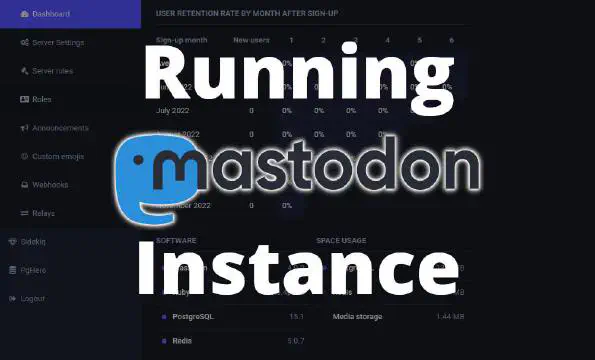 Dashboard
Server Settings
Server rules
Roles
Announcements
Custom emojis
Webhooks
Relays
Sidekiq
PgHero
Logout
USER RETENTION RATE BY MONTH AFTER SIGN-UP
Sign-up month New users 1 2 3 4 5 6
Running
July 2022 0 0% 0% 0% 0%
mastodon
2022 0 0%
Instance
SOFTWARE SPACE USAGE
PostgreSQL 15.1 Media storage 1.44 MB
Redis 5.0.7